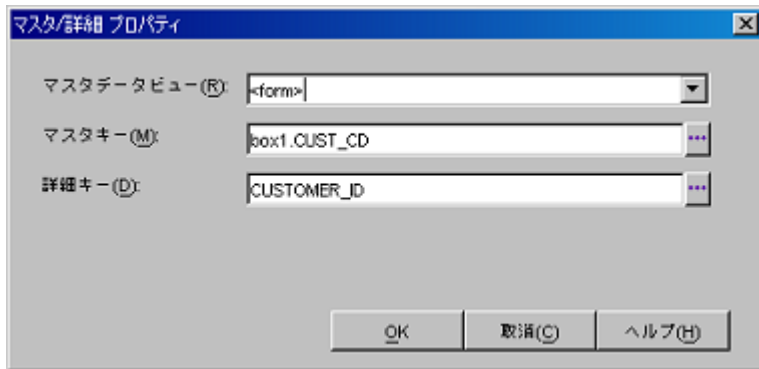 マスタ/詳細 プロパティ
マスタデータビュー(R): <form>
マスタキー(M): box1.CUST_CD
詳細キー(D): CUSTOMER_ID
OK 取消(C) ヘルプ(H)